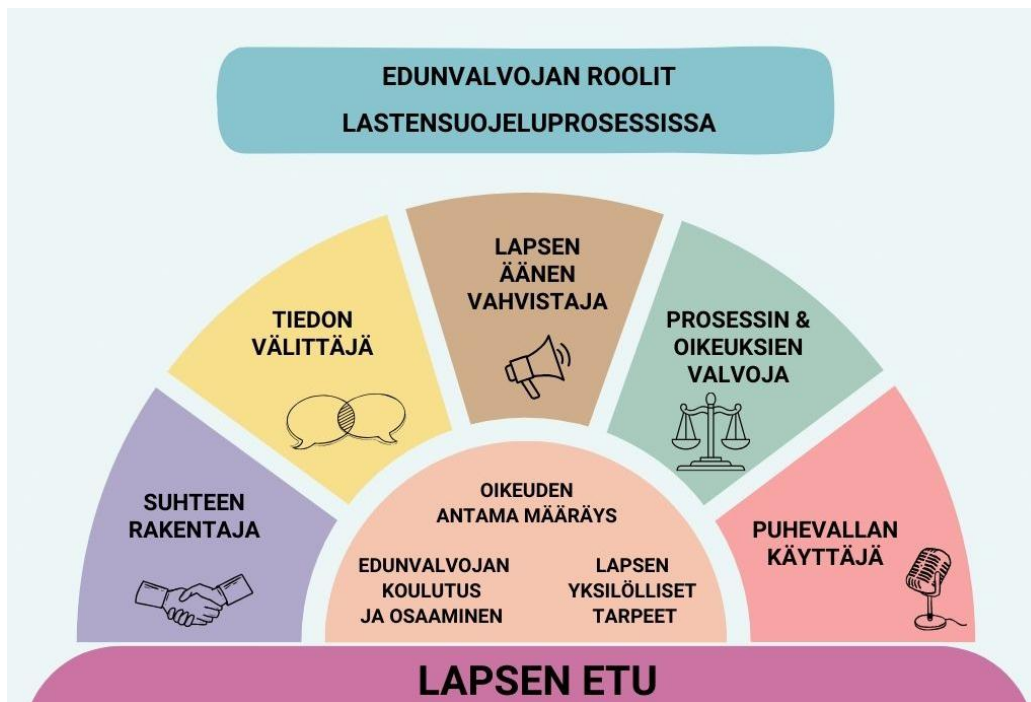 EDUNVALVOJAN ROOLIT
LASTENSUOJELUPROSESSISSA
SUHTEEN
RAKENTAJA
TIEDON
VÄLITTÄJÄ
LAPSEN
ÄÄNEN
VAHVISTAJA
PROSESSIN &
OIKEUKSIEN
VALVOJA
PUHEVALLAN
KÄYTTÄJÄ
OIKEUDEN
ANTAMA MÄÄRÄYS
EDUNVALVOJAN
KOULUTUS
JA OSAAMINEN
LAPSEN
YKSILÖLLISET
TARPEET
LAPSEN ETU